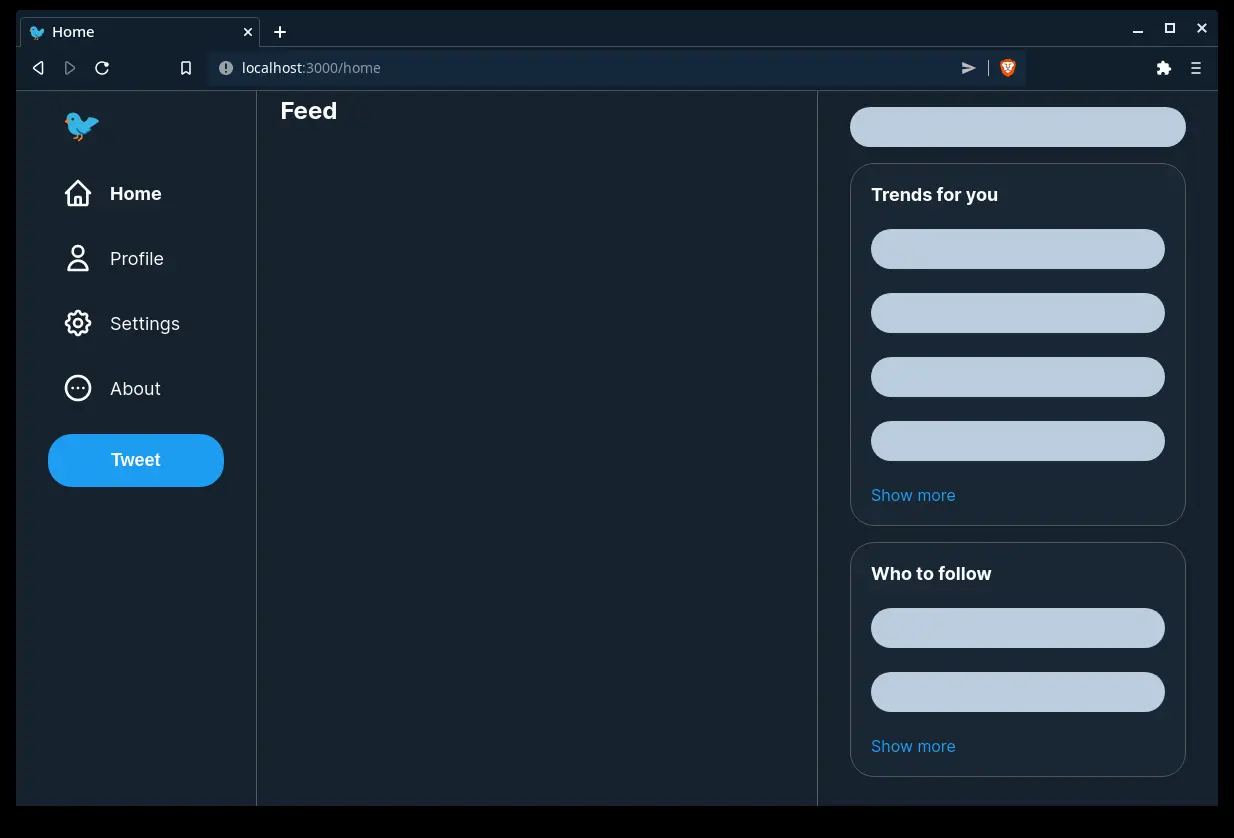 Home
localhost:3000/home
Home
Profile
Settings
About
Tweet
Feed
Trends for you
Show more
Who to follow
Show more